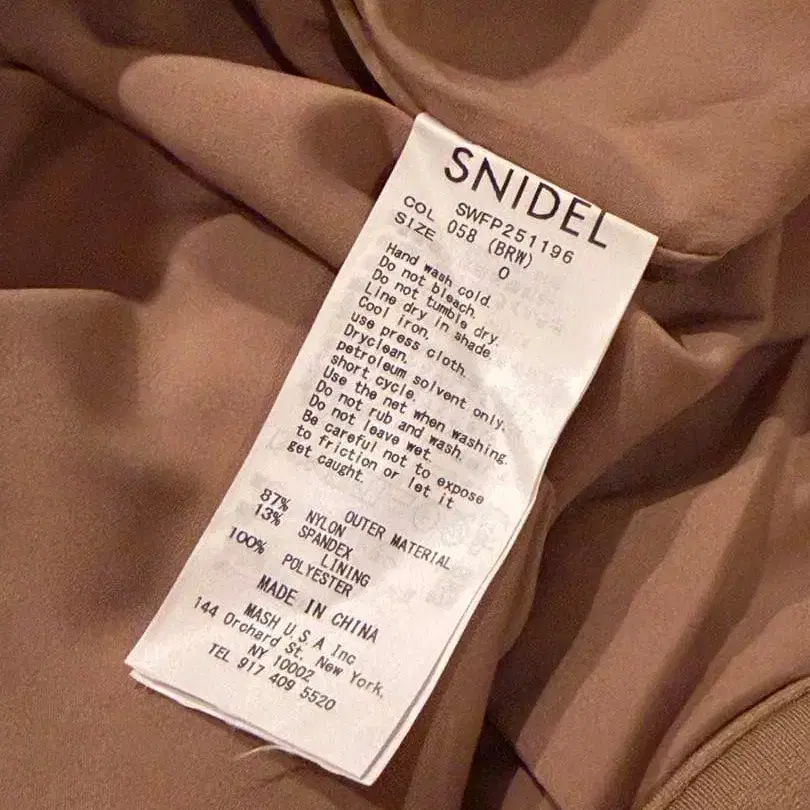 SNIDEL
SWFP251196
COL 058 (BRW)
SIZE 0
Hand wash cold.
Do not bleach.
Do not tumble dry.
Line dry in shade.
Cool iron.
use press cloth.
Dryclean.
petroleum solvent only.
short cycle.
Use the net when washing.
Do not rub and wash.
Do not leave wet.
Be careful not to expose
to friction or let it
get caught.
OUTER MATERIAL
87% NYLON
13% SPANDEX
LINING
100% POLYESTER
MADE IN CHINA
MASH U.S.A Inc
144 Orchard St. New York,
NY 10002
TEL 917 409 5520